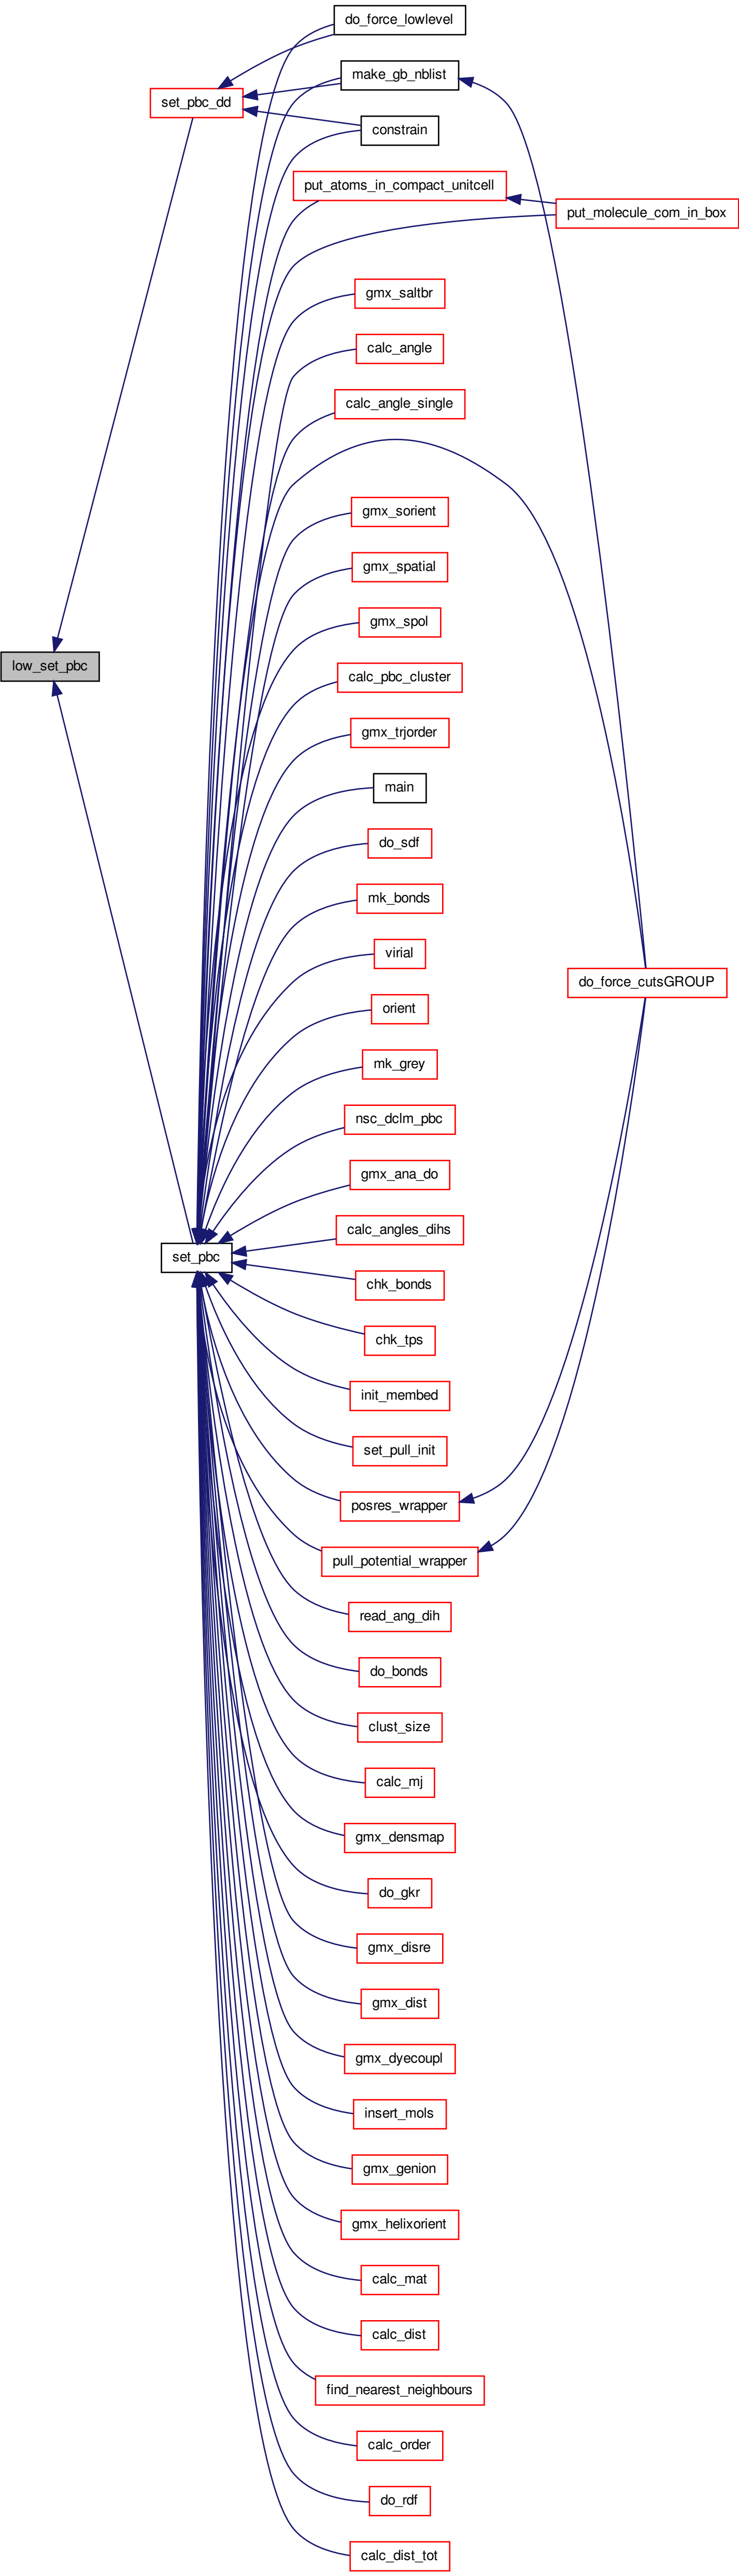 do_force_lowlevel
make_gb_nblist
set_pbc_dd
constrain
put_atoms_in_compact_unitcell
put_molecule_com_in_box
gmx_saltbr
calc_angle
calc_angle_single
gmx_sorient
gmx_spatial
gmx_spol
low_set_pbc
calc_pbc_cluster
gmx_trjorder
main
do_sdf
mk_bonds
virial
do_force_cutsGROUP
orient
mk_grey
nsc_dclm_pbc
gmx_ana_do
calc_angles_dihs
set_pbc
chk_bonds
chk_tps
init_membed
set_pull_init
posres_wrapper
pull_potential_wrapper
read_ang_dih
do_bonds
clust_size
calc_mj
gmx_densmap
do_gkr
gmx_disre
gmx_dist
gmx_dyecoupl
insert_mols
gmx_genion
gmx_helixorient
calc_mat
calc_dist
find_nearest_neighbours
calc_order
do_rdf
calc_dist_tot